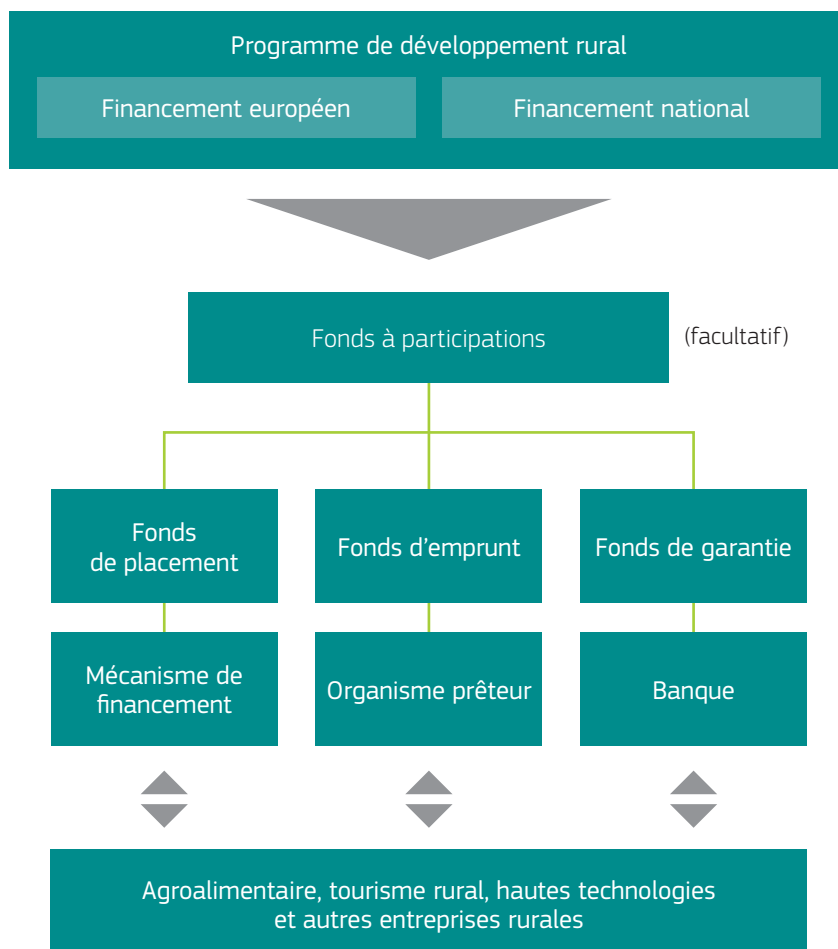 Programme de développement rural
Financement européen
Financement national
Fonds à participations
(facultatif)
Fonds
de placement
Fonds d'emprunt
Fonds de garantie
Mécanisme de
financement
Organisme prêteur
Banque
Agroalimentaire, tourisme rural, hautes technologies
et autres entreprises rurales